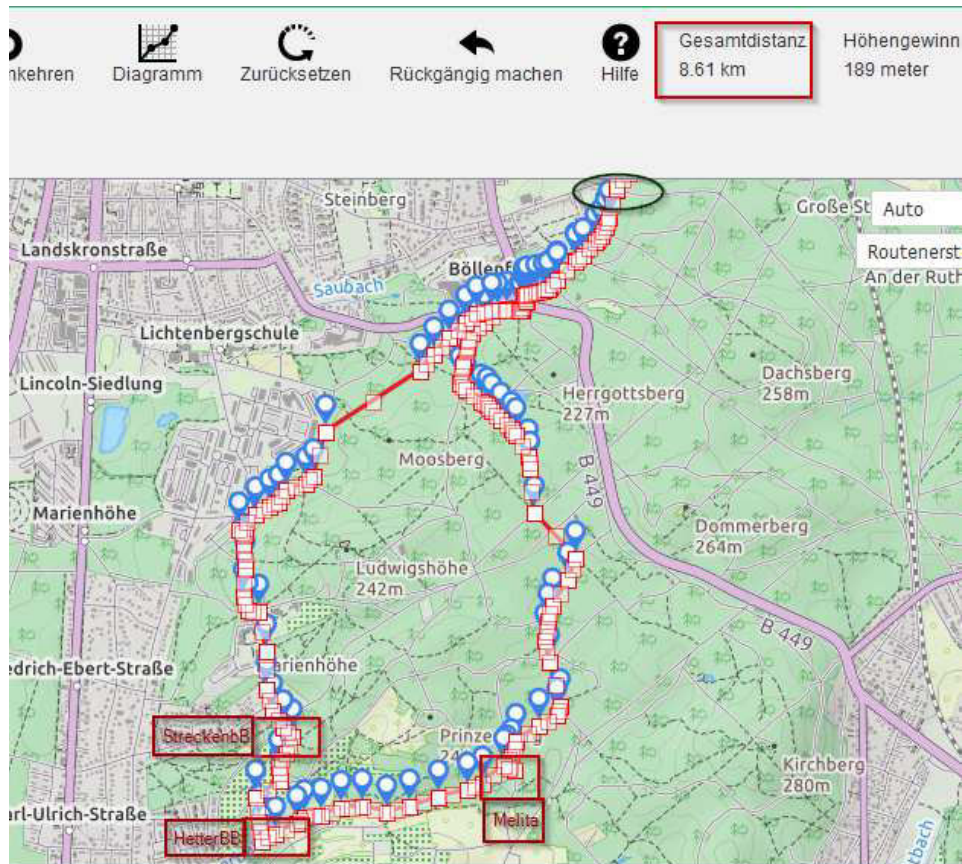 nkehren
Diagramm
Zurücksetzen
Rückgängig machen
Hilfe
Gesamtdistanz
8.61 km
Höhengewinn
189 meter
Steinberg
Große St
Auto
Landskronstraße
Routenerst
Böllenf
An der Ruth
Saubach
Lichtenbergschule
Dachsberg
258m
Lincoln-Siedlung
Herrgottsberg
227m
Moosberg
B 449
Marienhöhe
Dommerberg
264m
Ludwigshöhe
242m
B 449
edrich-Ebert-Straße
arienhöhe
StreckenbB
Prinze
Kirchberg
280m
arl-Ulrich-Straße
Melita
HetterBB
tbach